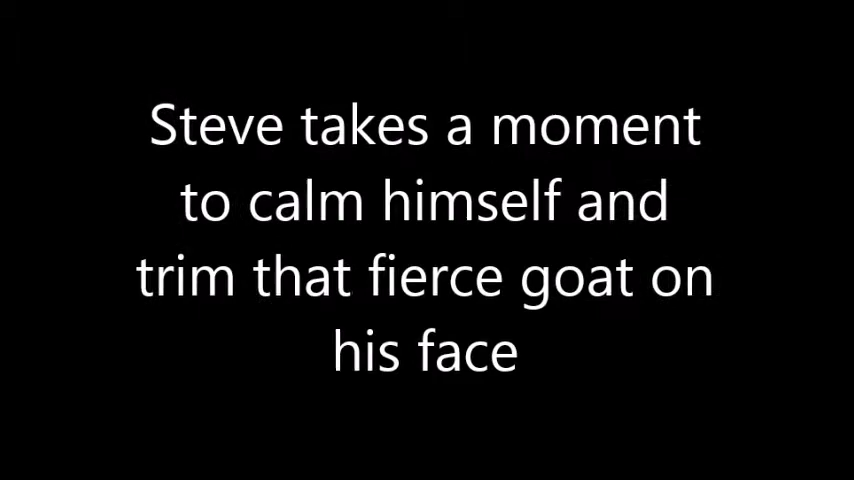 Steve takes a moment
to calm himself and
trim that fierce goat on
his face